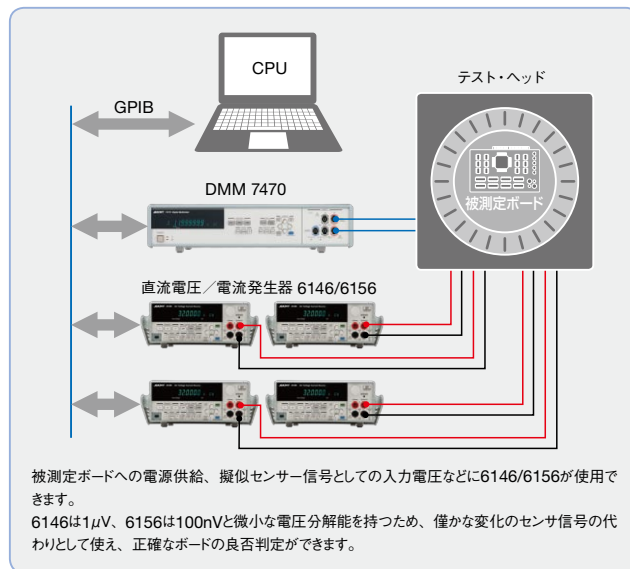 CPU
GPIB
テスト・ヘッド
DMM 7470
被測定ボード
直流電圧／電流発生器 6146/6156
被測定ボードへの電源供給、擬似センサー信号としての入力電圧などに6146/6156が使用で
きます。
6146は1μV、6156は100nVと微小な電圧分解能を持つため、僅かな変化のセンサ信号の代
わりとして使え、正確なボードの良否判定ができます。